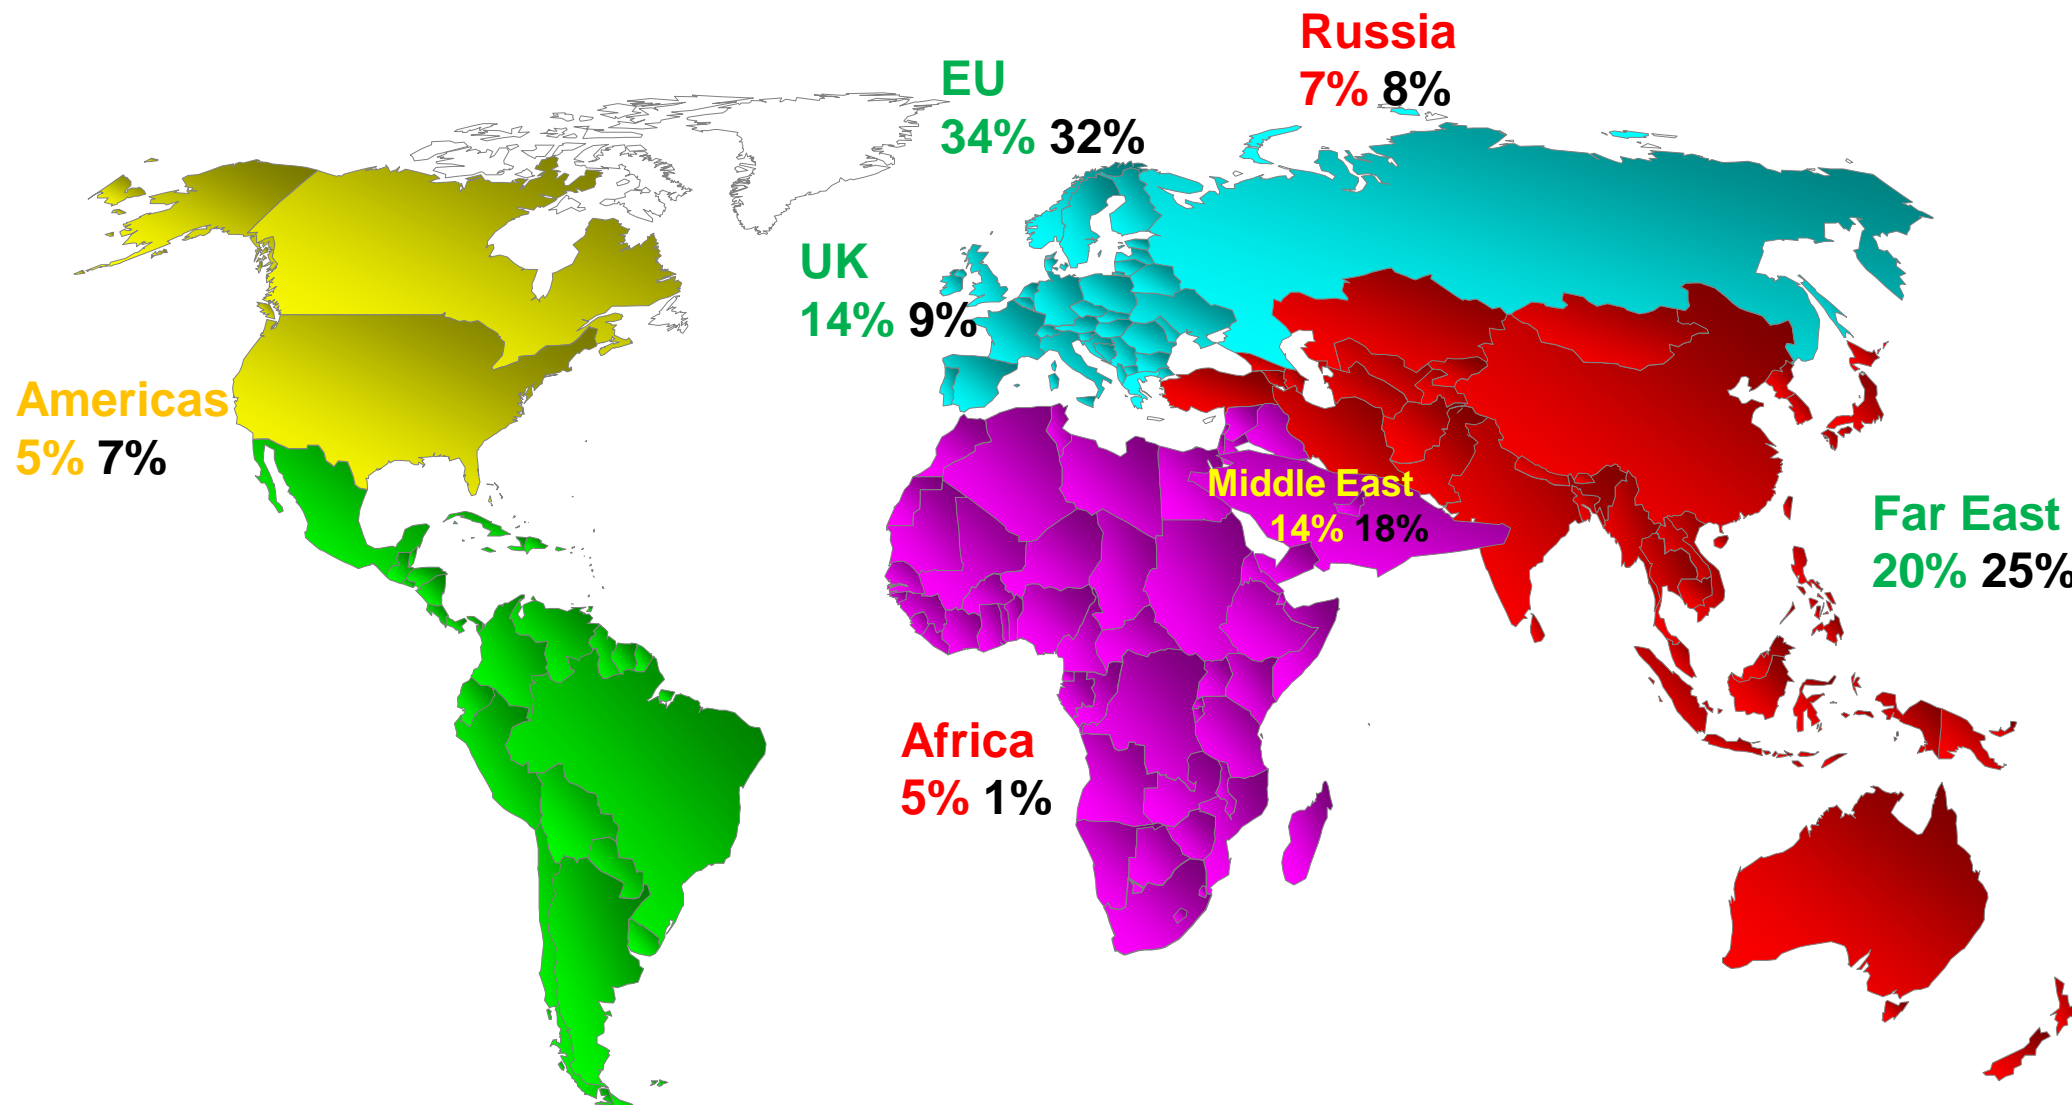 Russia
7% 8%
EU
34% 32%
UK
14% 9%
Americas
5% 7%
Middle East
14% 18%
Far East
20% 25%
Africa
5% 1%